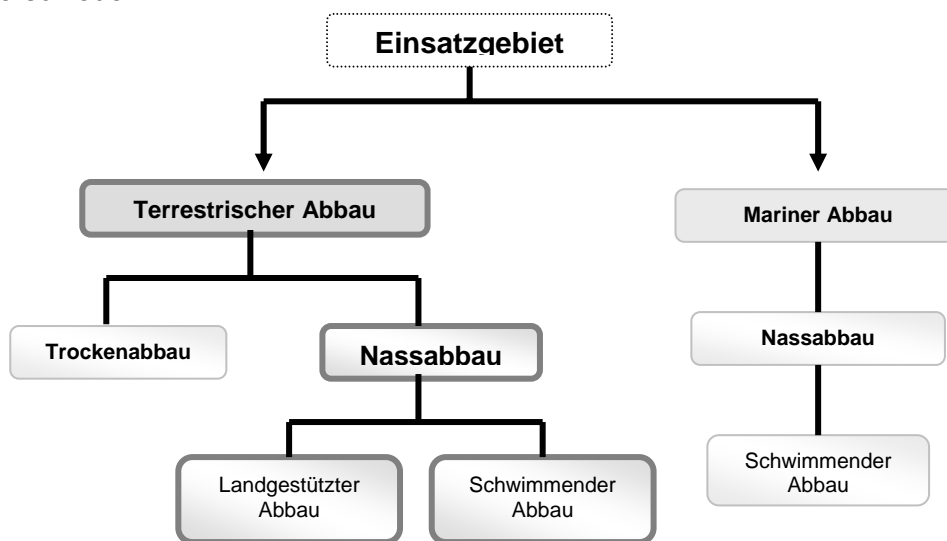 Einsatzgebiet
Terrestrischer Abbau
Mariner Abbau
Trockenabbau
Nassabbau
Nassabbau
Landgestützter
Abbau
Schwimmender
Abbau
Schwimmender
Abbau